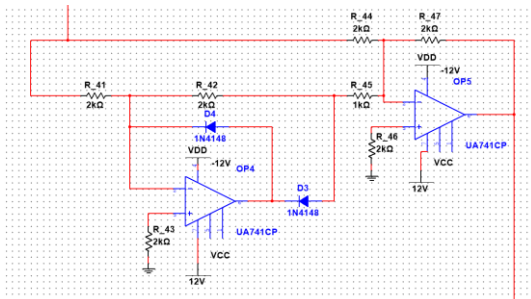 R_44
2kΩ
R_47
2kΩ
VDD
-12V
OP5
R_41
2kΩ
R_42
2kΩ
R_45
1kΩ
D4
1N4148
UA741CP
R_46
2kΩ
VDD
-12V
OP4
D3
1N4148
VCC
12V
UA741CP
R_43
2kΩ
VCC
12V